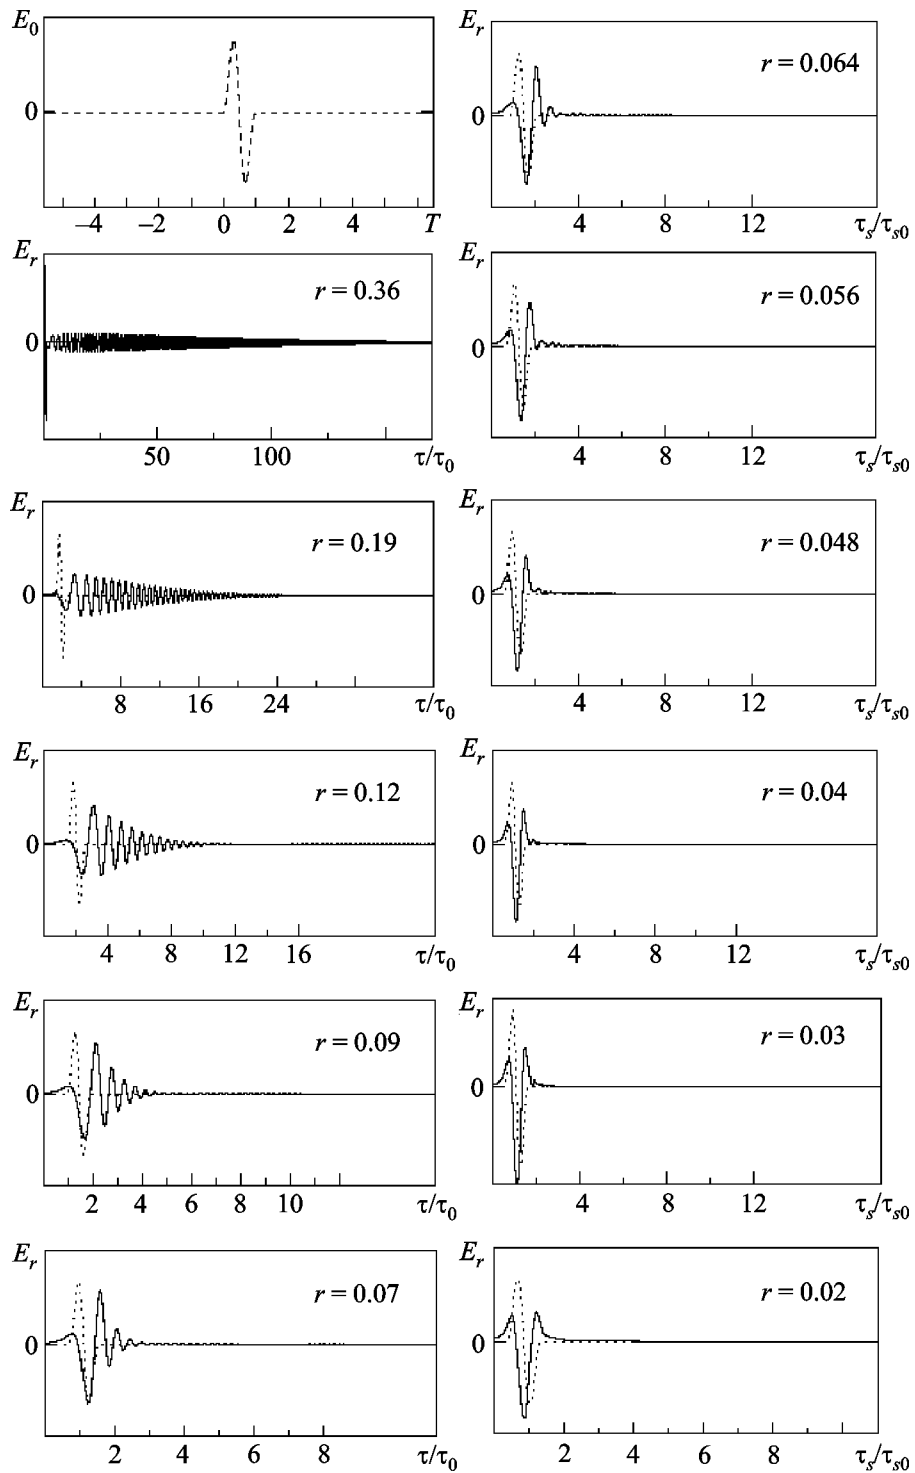 E0
0
−4 −2 0 2 4 T
Er
r = 0.36
0
50 100 τ/τ0
Er
r = 0.19
0
8 16 24 τ/τ0
Er
r = 0.12
0
4 8 12 16 τ/τ0
Er
r = 0.09
0
2 4 6 8 10 τ/τ0
Er
r = 0.07
0
2 4 6 8 τ/τ0
Er
r = 0.064
0
4 8 12 τs/τs0
Er
r = 0.056
0
4 8 12 τs/τs0
Er
r = 0.048
0
4 8 12 τs/τs0
Er
r = 0.04
0
4 8 12 τs/τs0
Er
r = 0.03
0
4 8 12 τs/τs0
Er
r = 0.02
0
2 4 6 8 τs/τs0